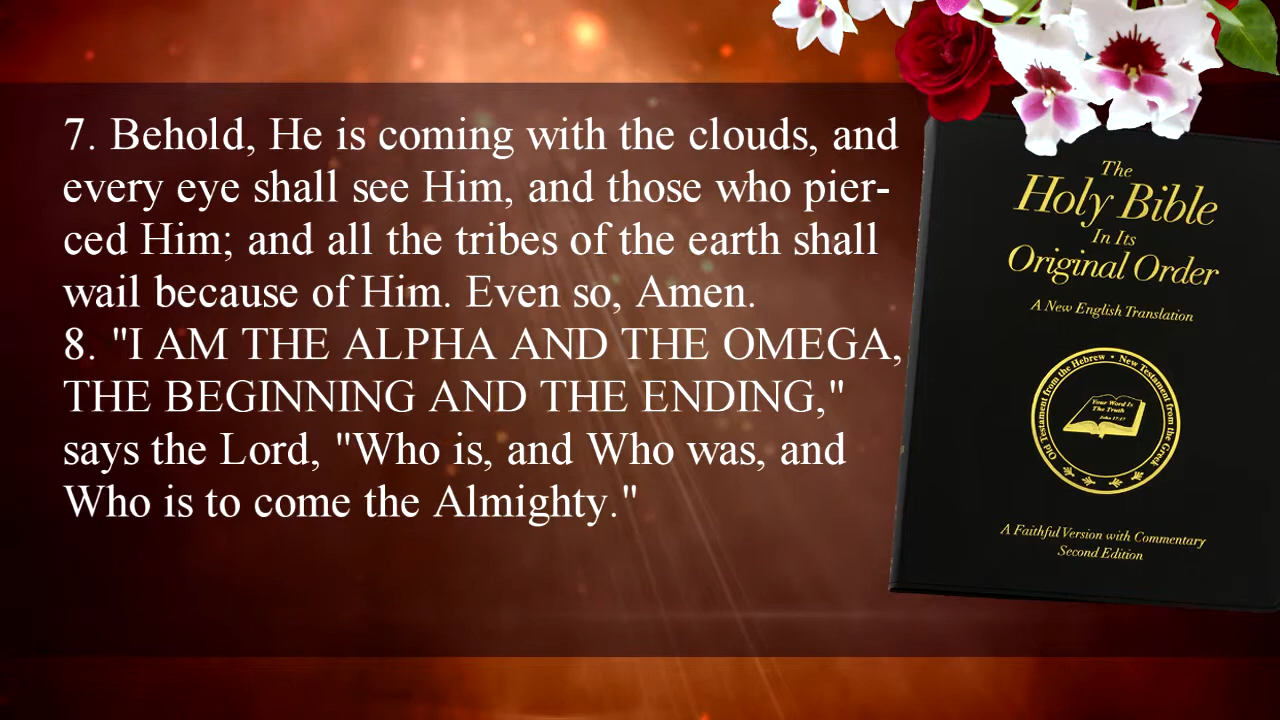 7. Behold, He is coming with the clouds, and
every eye shall see Him, and those who pier-
ced Him; and all the tribes of the earth shall
wail because of Him. Even so, Amen.
8. "I AM THE ALPHA AND THE OMEGA,
THE BEGINNING AND THE ENDING,"
says the Lord, "Who is, and Who was, and
Who is to come the Almighty."
The
Holy Bible
In Its
Original Order
A New English Translation
Old Testament from the Hebrew • New Testament from the Greek
Your Word Is
The Truth
John 17:17
A Faithful Version with Commentary
Second Edition